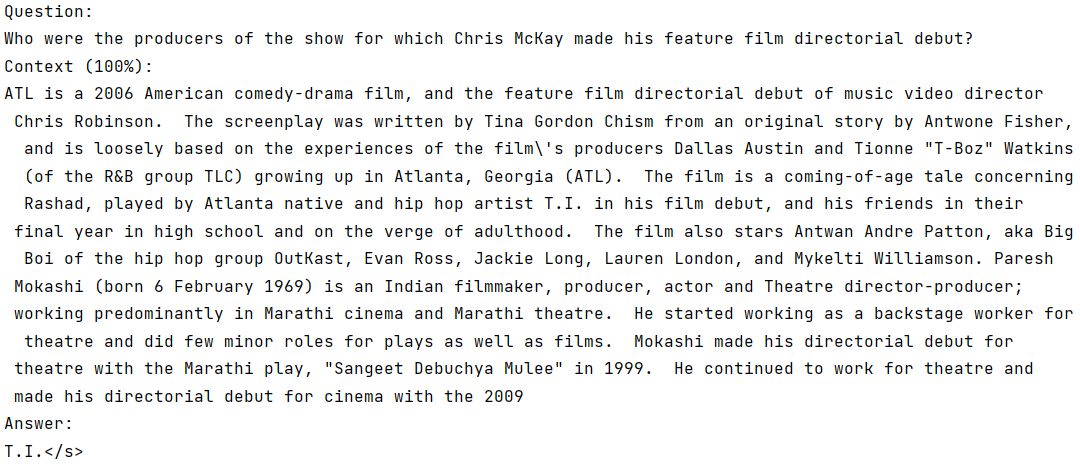 Question:
Who were the producers of the show for which Chris McKay made his feature film directorial debut?
Context (100%):
ATL is a 2006 American comedy-drama film, and the feature film directorial debut of music video director
Chris Robinson.  The screenplay was written by Tina Gordon Chism from an original story by Antwone Fisher,
and is loosely based on the experiences of the film\'s producers Dallas Austin and Tionne "T-Boz" Watkins
(of the R&B group TLC) growing up in Atlanta, Georgia (ATL).  The film is a coming-of-age tale concerning
Rashad, played by Atlanta native and hip hop artist T.I. in his film debut, and his friends in their
final year in high school and on the verge of adulthood.  The film also stars Antwan Andre Patton, aka Big
Boi of the hip hop group OutKast, Evan Ross, Jackie Long, Lauren London, and Mykelti Williamson. Paresh
Mokashi (born 6 February 1969) is an Indian filmmaker, producer, actor and Theatre director-producer;
working predominantly in Marathi cinema and Marathi theatre.  He started working as a backstage worker for
theatre and did few minor roles for plays as well as films.  Mokashi made his directorial debut for
theatre with the Marathi play, "Sangeet Debuchya Mulee" in 1999.  He continued to work for theatre and
made his directorial debut for cinema with the 2009
Answer:
T.I.</s>